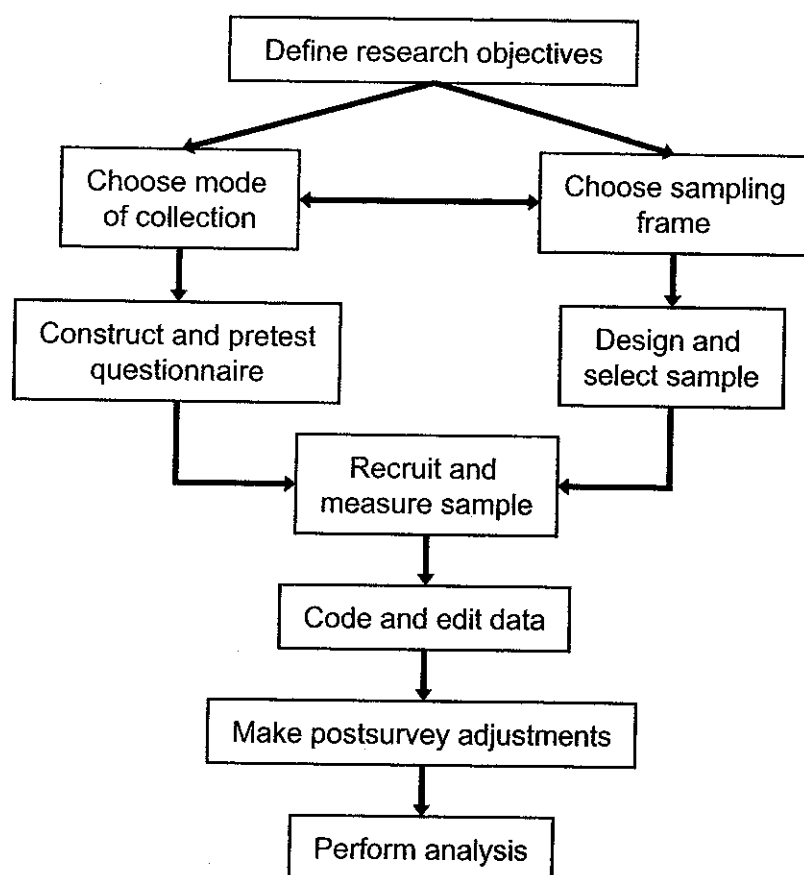 Define research objectives
Choose mode
of collection
Choose sampling
frame
Construct and pretest
questionnaire
Design and
select sample
Recruit and
measure sample
Code and edit data
Make postsurvey adjustments
Perform analysis